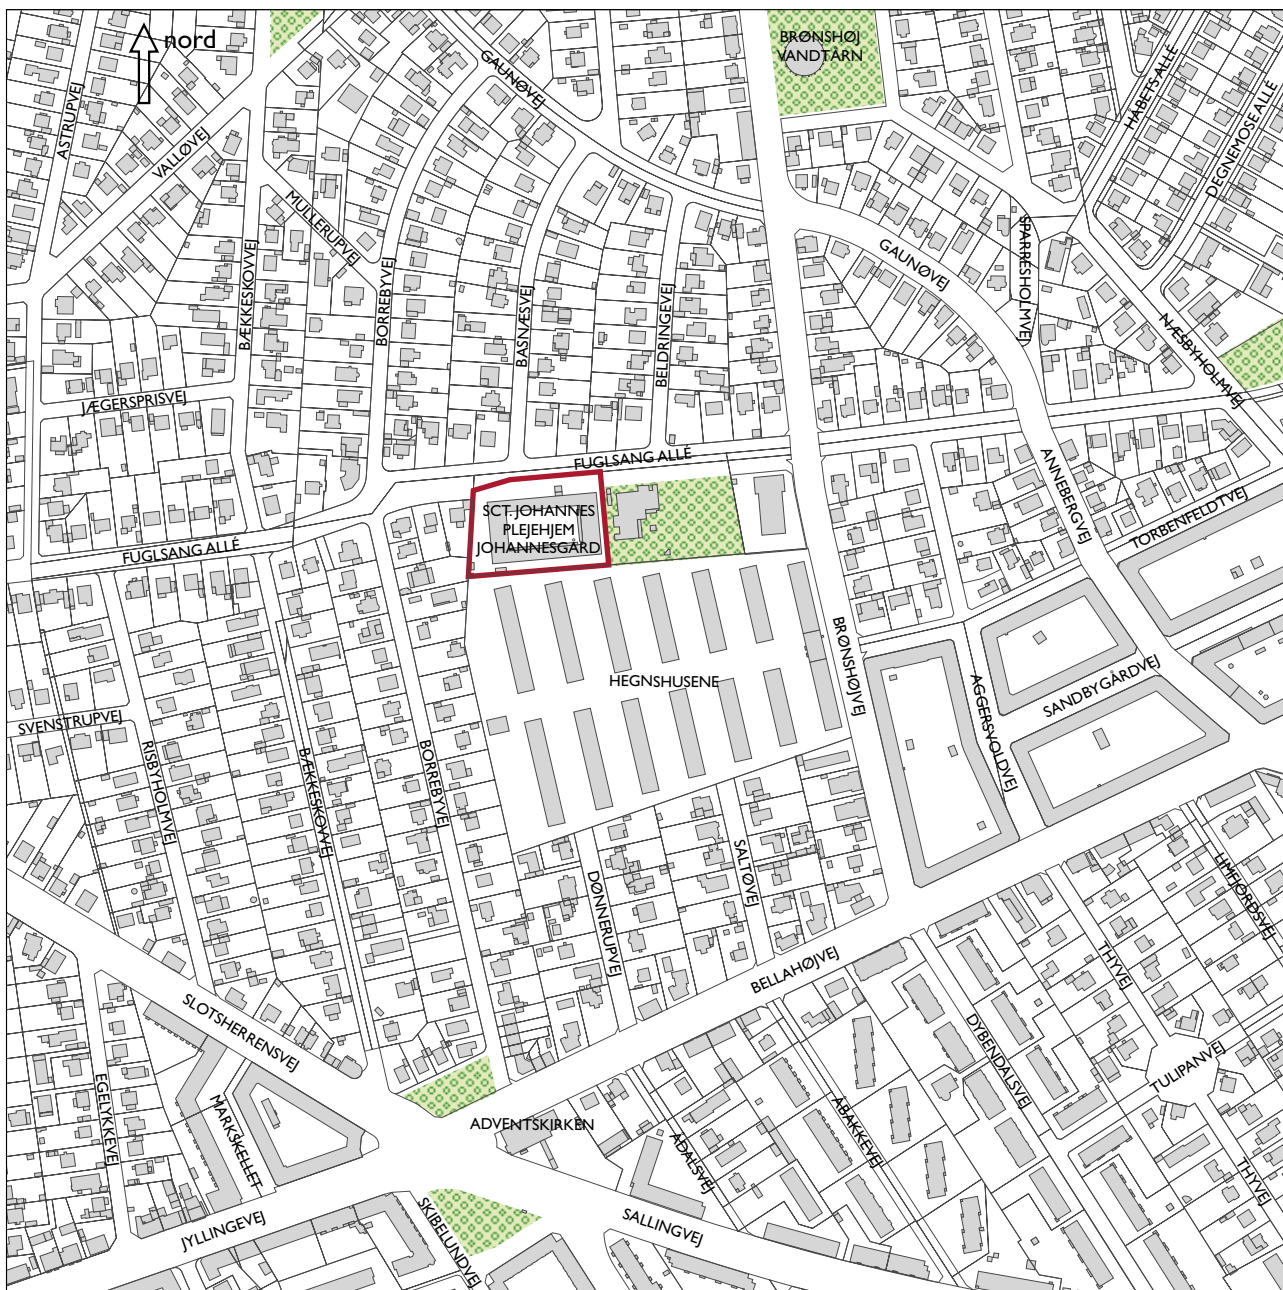 nord
BRØNSHØJ
VANDTÅRN
GAUNØVEJ
ASTRUPVEJ
VALLØVEJ
HABETS ALLÉ
DEGNEMOSE ALLÉ
MULLERUPVEJ
BÆKKESKOVVEJ
BORREBYVEJ
BASNÆSVEJ
BELDRINGEVEJ
GAUNØVEJ
SPARRESHOLMVEJ
NÆSBYHOLMVEJ
JÆGERSPRISVEJ
FUGLSANG ALLÉ
ANNEBERGVEJ
TORBENFELDTVEJ
SCT. JOHANNES
PLEJEHJEM
JOHANNESGÅRD
FUGLSANG ALLÉ
BRØNSHØJVEJ
HEGNSHUSENE
AGGERSVOLDVEJ
SANDBYGÅRDVEJ
SVENSTRUPVEJ
RISBYHOLMVEJ
BÆKKESKOVVEJ
BORREBYVEJ
DØNNERUPVEJ
SALTØVEJ
LIMFJORDSVEJ
BELLAHØJVEJ
THYVEJ
SLOTSHERRENSVEJ
DYBENDALSVEJ
TULIPANVEJ
EGELYKKEVEJ
MARKSKELLET
ADVENTSKIRKEN
ADALSVEJ
ABAKKEVEJ
THYVEJ
JYLLINGEVEJ
SKIBELUNDVEJ
SALLINGVEJ